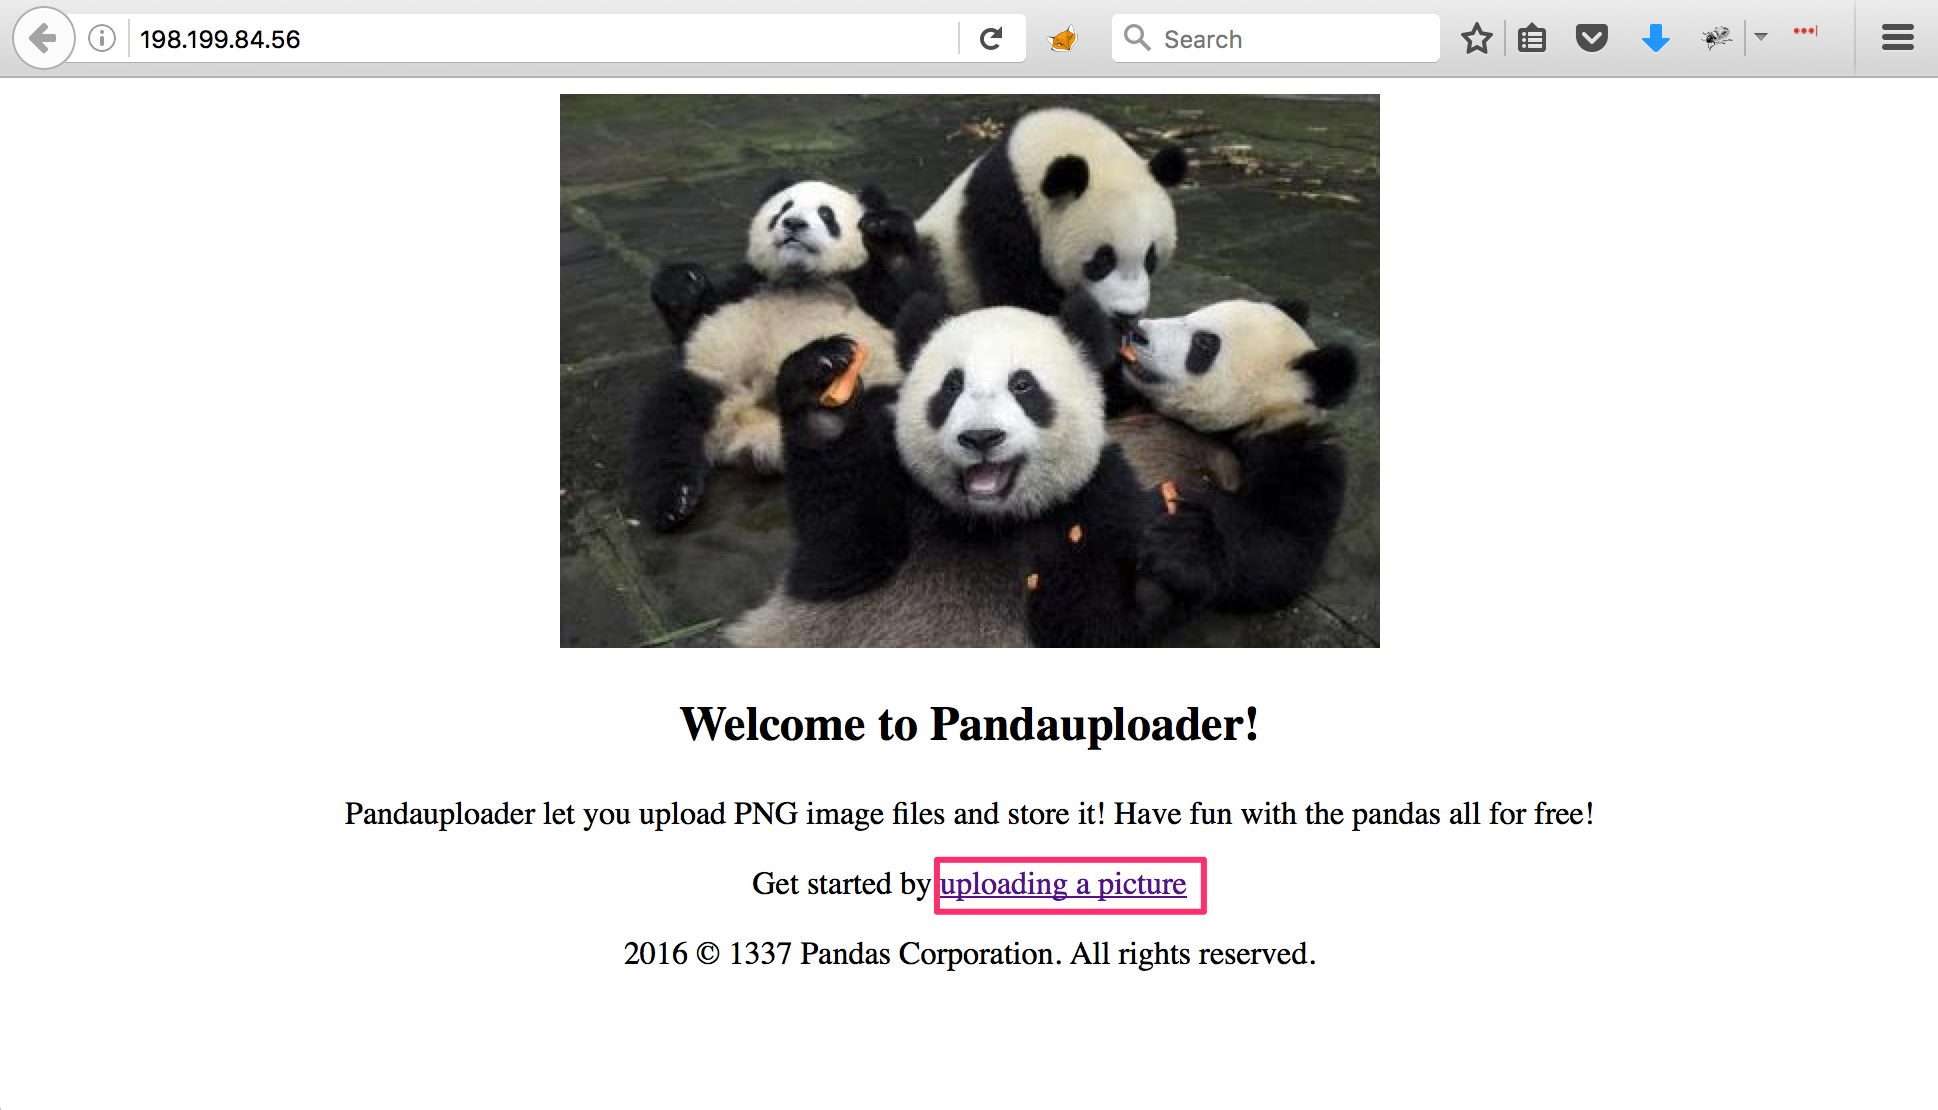 198.199.84.56
Search
Welcome to Pandauploader!
Pandauploader let you upload PNG image files and store it! Have fun with the pandas all for free!
Get started by uploading a picture
2016 © 1337 Pandas Corporation. All rights reserved.